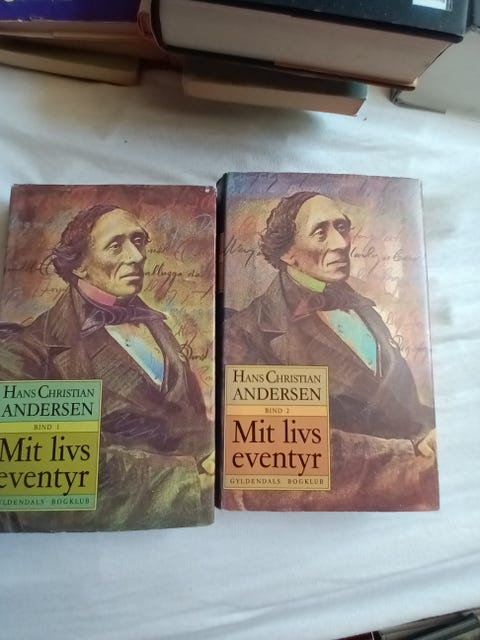 HANS CHRISTIAN
ANDERSEN
BIND 1
Mit livs
eventyr
GYLDENDALS BOGKLUB
HANS CHRISTIAN
ANDERSEN
BIND 2
Mit livs
eventyr
GYLDENDALS BOGKLUB